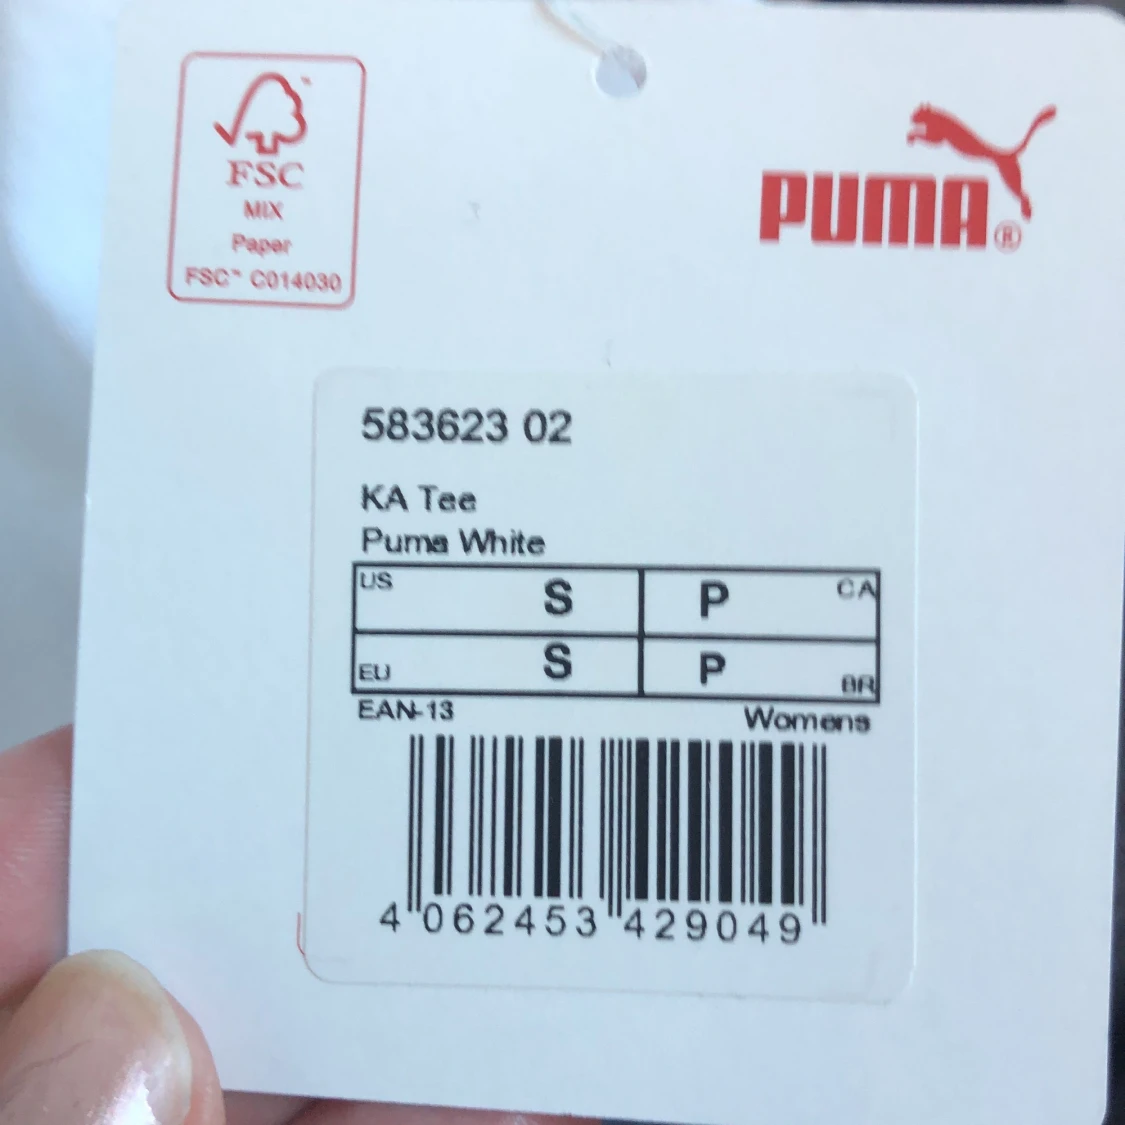 FSC
MIX
Paper
FSC™ C014030
PUMA®
583623 02
KA Tee
Puma White
US S P CA
EU S P BR
EAN-13 Womens
4 062453 429049